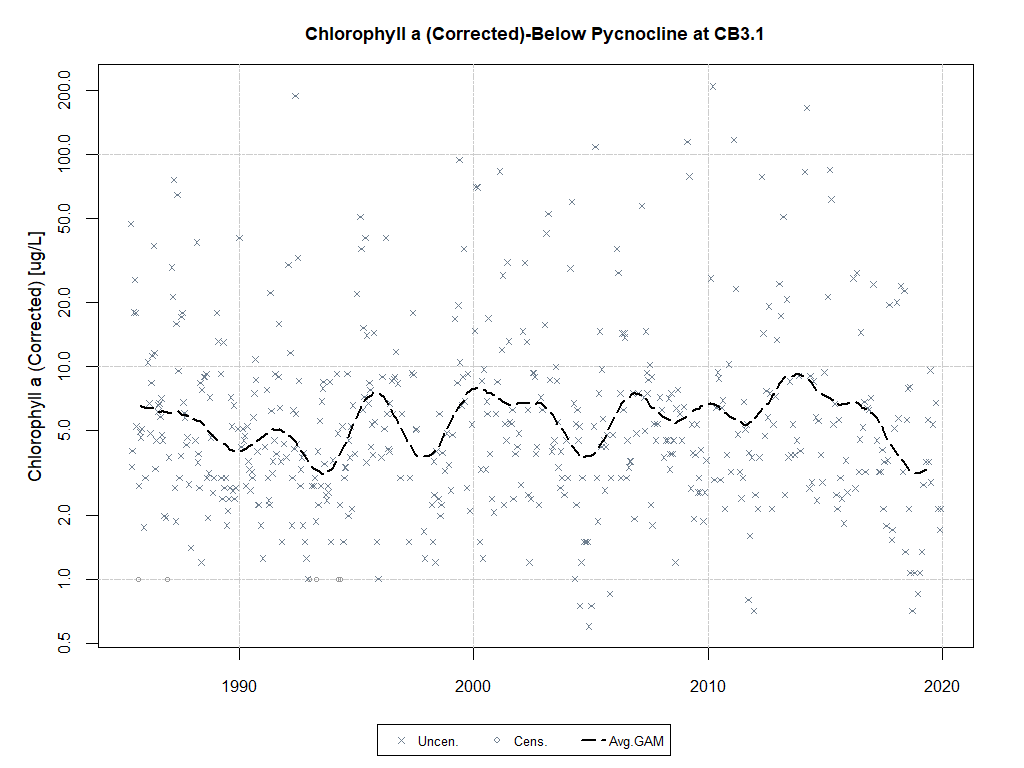 Chlorophyll a (Corrected)-Below Pycnocline at CB3.1
Chlorophyll a (Corrected) [ug/L]
200.0
100.0
50.0
20.0
10.0
5.0
2.0
1.0
0.5
1990 2000 2010 2020
Uncen. Cens. Avg.GAM